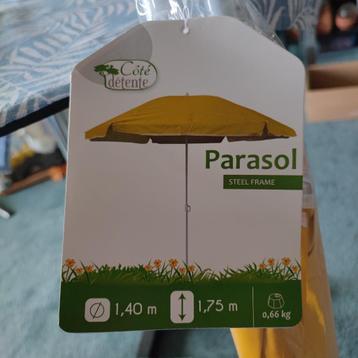 Côté
détente
Parasol
STEEL FRAME
1,40 m
1,75 m
0,66 kg